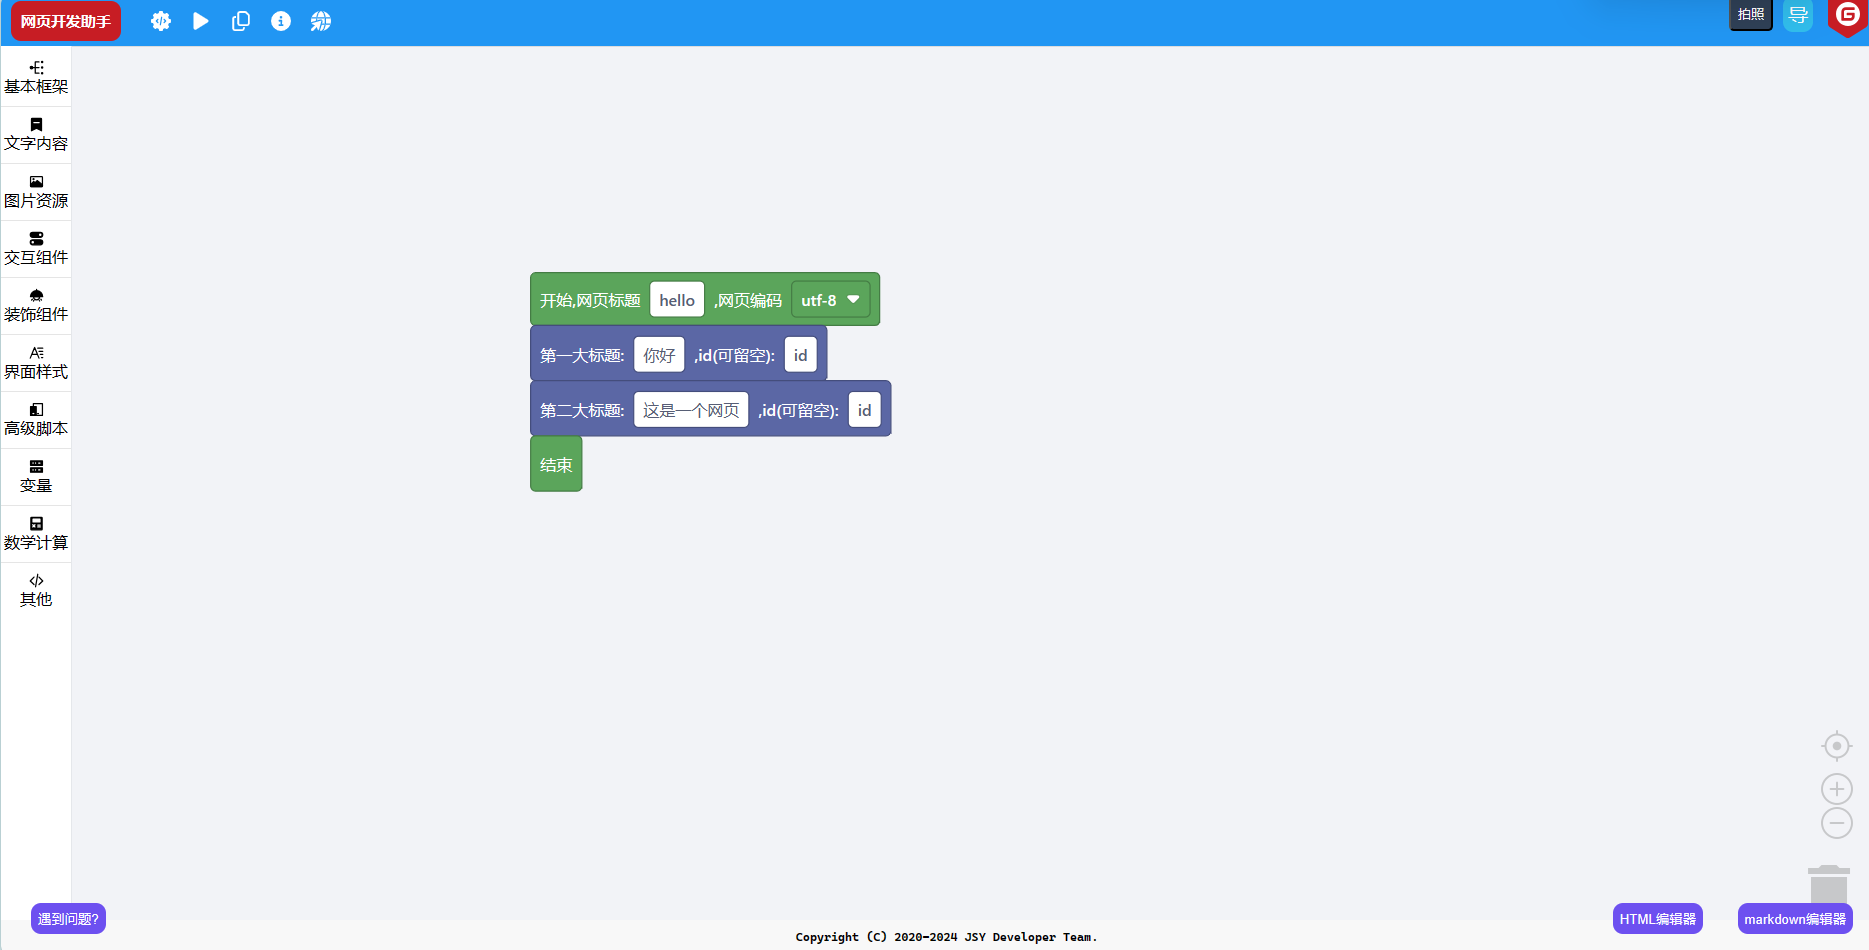 网页开发助手
拍照
导
基本框架
文字内容
图片资源
交互组件
装饰组件
界面样式
高级脚本
变量
数学计算
其他
开始,网页标题 hello ,网页编码 utf-8
第一大标题: 你好 ,id(可留空): id
第二大标题: 这是一个网页 ,id(可留空): id
结束
遇到问题?
HTML编辑器
markdown编辑器
Copyright (C) 2020-2024 JSY Developer Team.